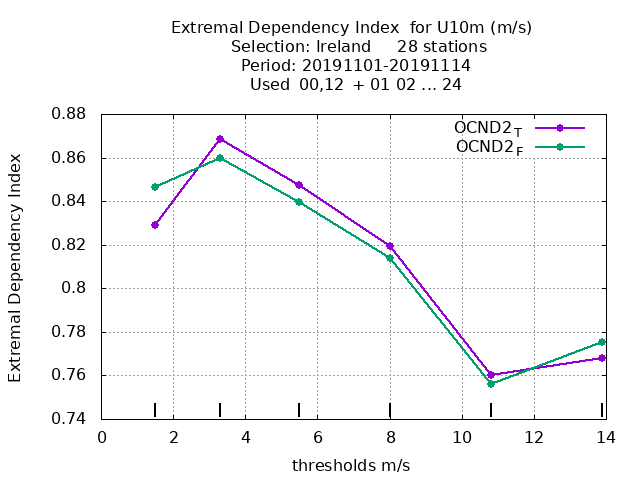 Extremal Dependency Index  for U10m (m/s)
Selection: Ireland     28 stations
Period: 20191101-20191114
Used  00,12  + 01 02 ... 24
Extremal Dependency Index
0.88
0.86
0.84
0.82
0.8
0.78
0.76
0.74
OCND2T
OCND2F
0 2 4 6 8 10 12 14
thresholds m/s